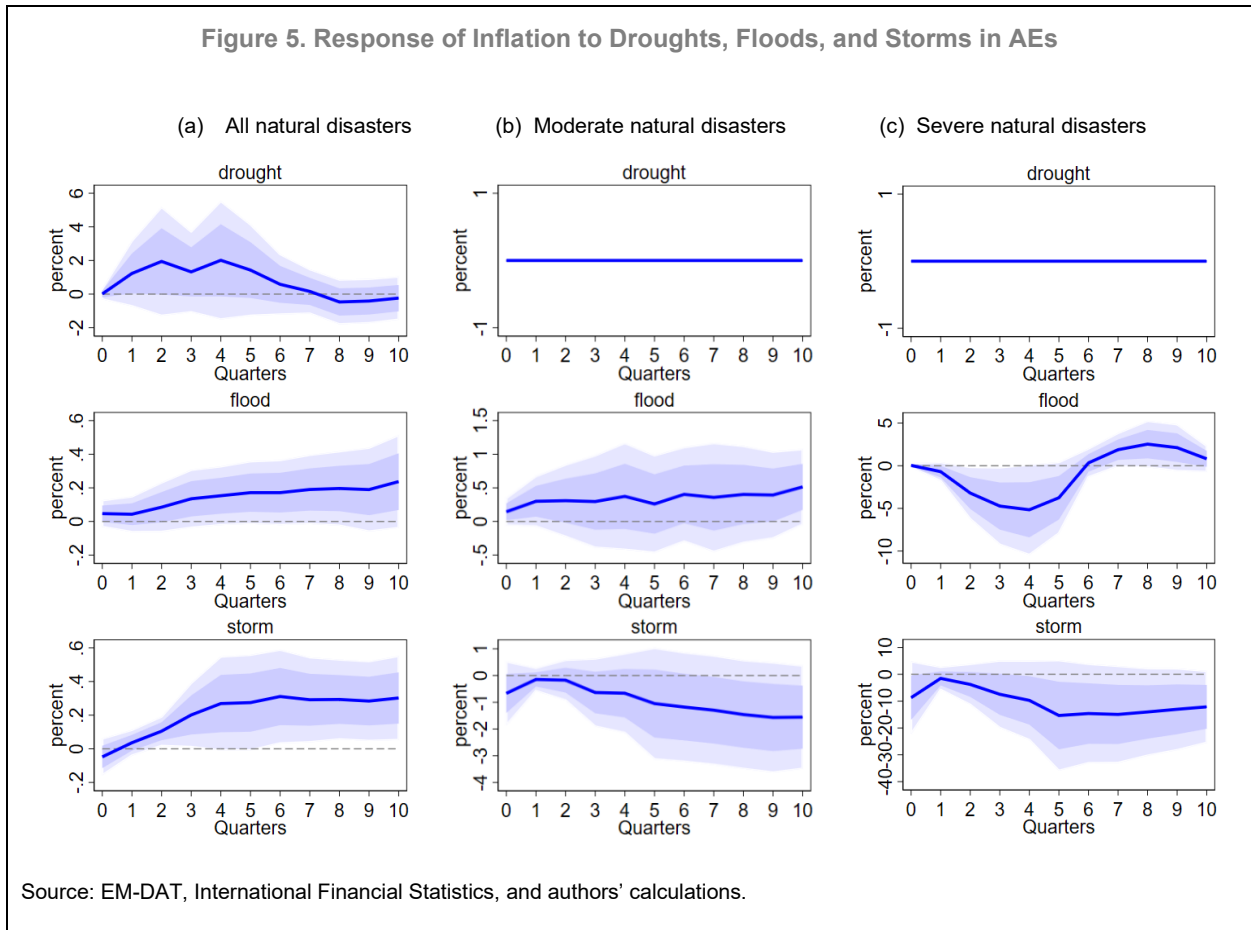 Figure 5. Response of Inflation to Droughts, Floods, and Storms in AEs
(a) All natural disasters
(b) Moderate natural disasters
(c) Severe natural disasters
drought
percent
6
4
2
0
-2
0 1 2 3 4 5 6 7 8 9 10
Quarters
drought
percent
1
-1
0 1 2 3 4 5 6 7 8 9 10
Quarters
drought
percent
1
-1
0 1 2 3 4 5 6 7 8 9 10
Quarters
flood
percent
.6
.4
.2
0
-.2
0 1 2 3 4 5 6 7 8 9 10
Quarters
flood
percent
1.5
1
.5
0
-.5
0 1 2 3 4 5 6 7 8 9 10
Quarters
flood
percent
5
0
-5
-10
0 1 2 3 4 5 6 7 8 9 10
Quarters
storm
percent
.6
.4
.2
0
-.2
0 1 2 3 4 5 6 7 8 9 10
Quarters
storm
percent
1
0
-1
-2
-3
-4
0 1 2 3 4 5 6 7 8 9 10
Quarters
storm
percent
10
0
-10
-20
-30
-40
0 1 2 3 4 5 6 7 8 9 10
Quarters
Source: EM-DAT, International Financial Statistics, and authors’ calculations.